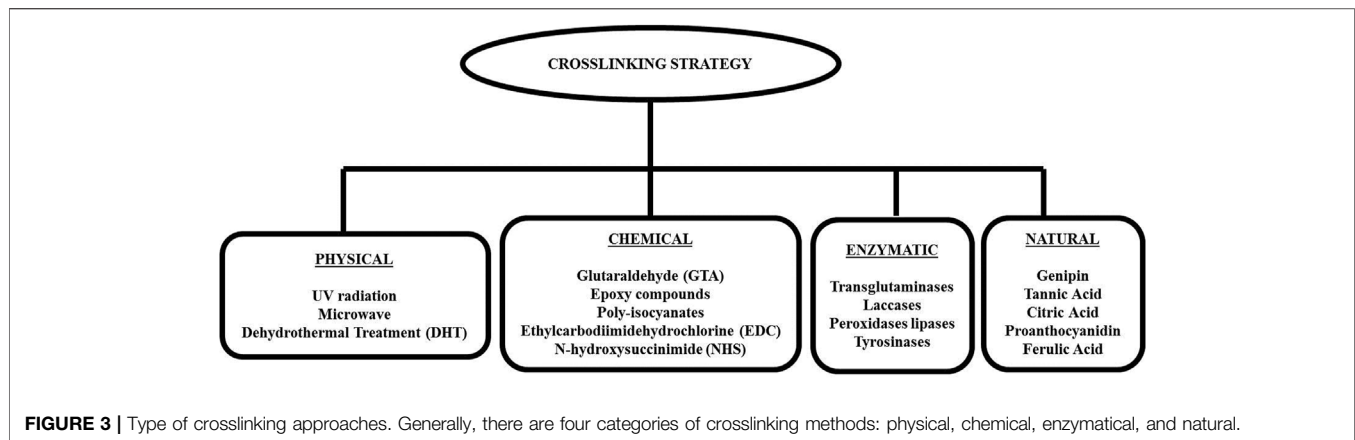 CROSSLINKING STRATEGY
PHYSICAL
UV radiation
Microwave
Dehydrothermal Treatment (DHT)
CHEMICAL
Glutaraldehyde (GTA)
Epoxy compounds
Poly-isocyanates
Ethylcarbodiimidehydrochlorine (EDC)
N-hydroxysuccinimide (NHS)
ENZYMATIC
Transglutaminases
Laccases
Peroxidases lipases
Tyrosinases
NATURAL
Genipin
Tannic Acid
Citric Acid
Proanthocyanidin
Ferulic Acid
FIGURE 3 | Type of crosslinking approaches. Generally, there are four categories of crosslinking methods: physical, chemical, enzymatical, and natural.